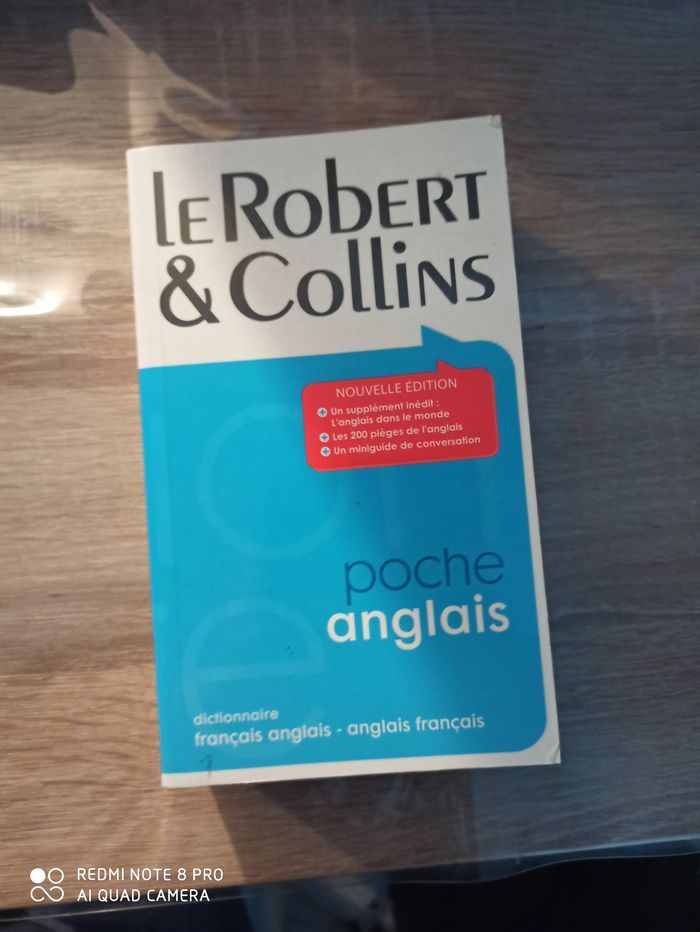 le Robert
& Collins
NOUVELLE ÉDITION
Un supplément inédit :
L'anglais dans le monde
Les 200 pièges de l'anglais
Un miniguide de conversation
poche
anglais
dictionnaire
français anglais - anglais français
REDMI NOTE 8 PRO
AI QUAD CAMERA